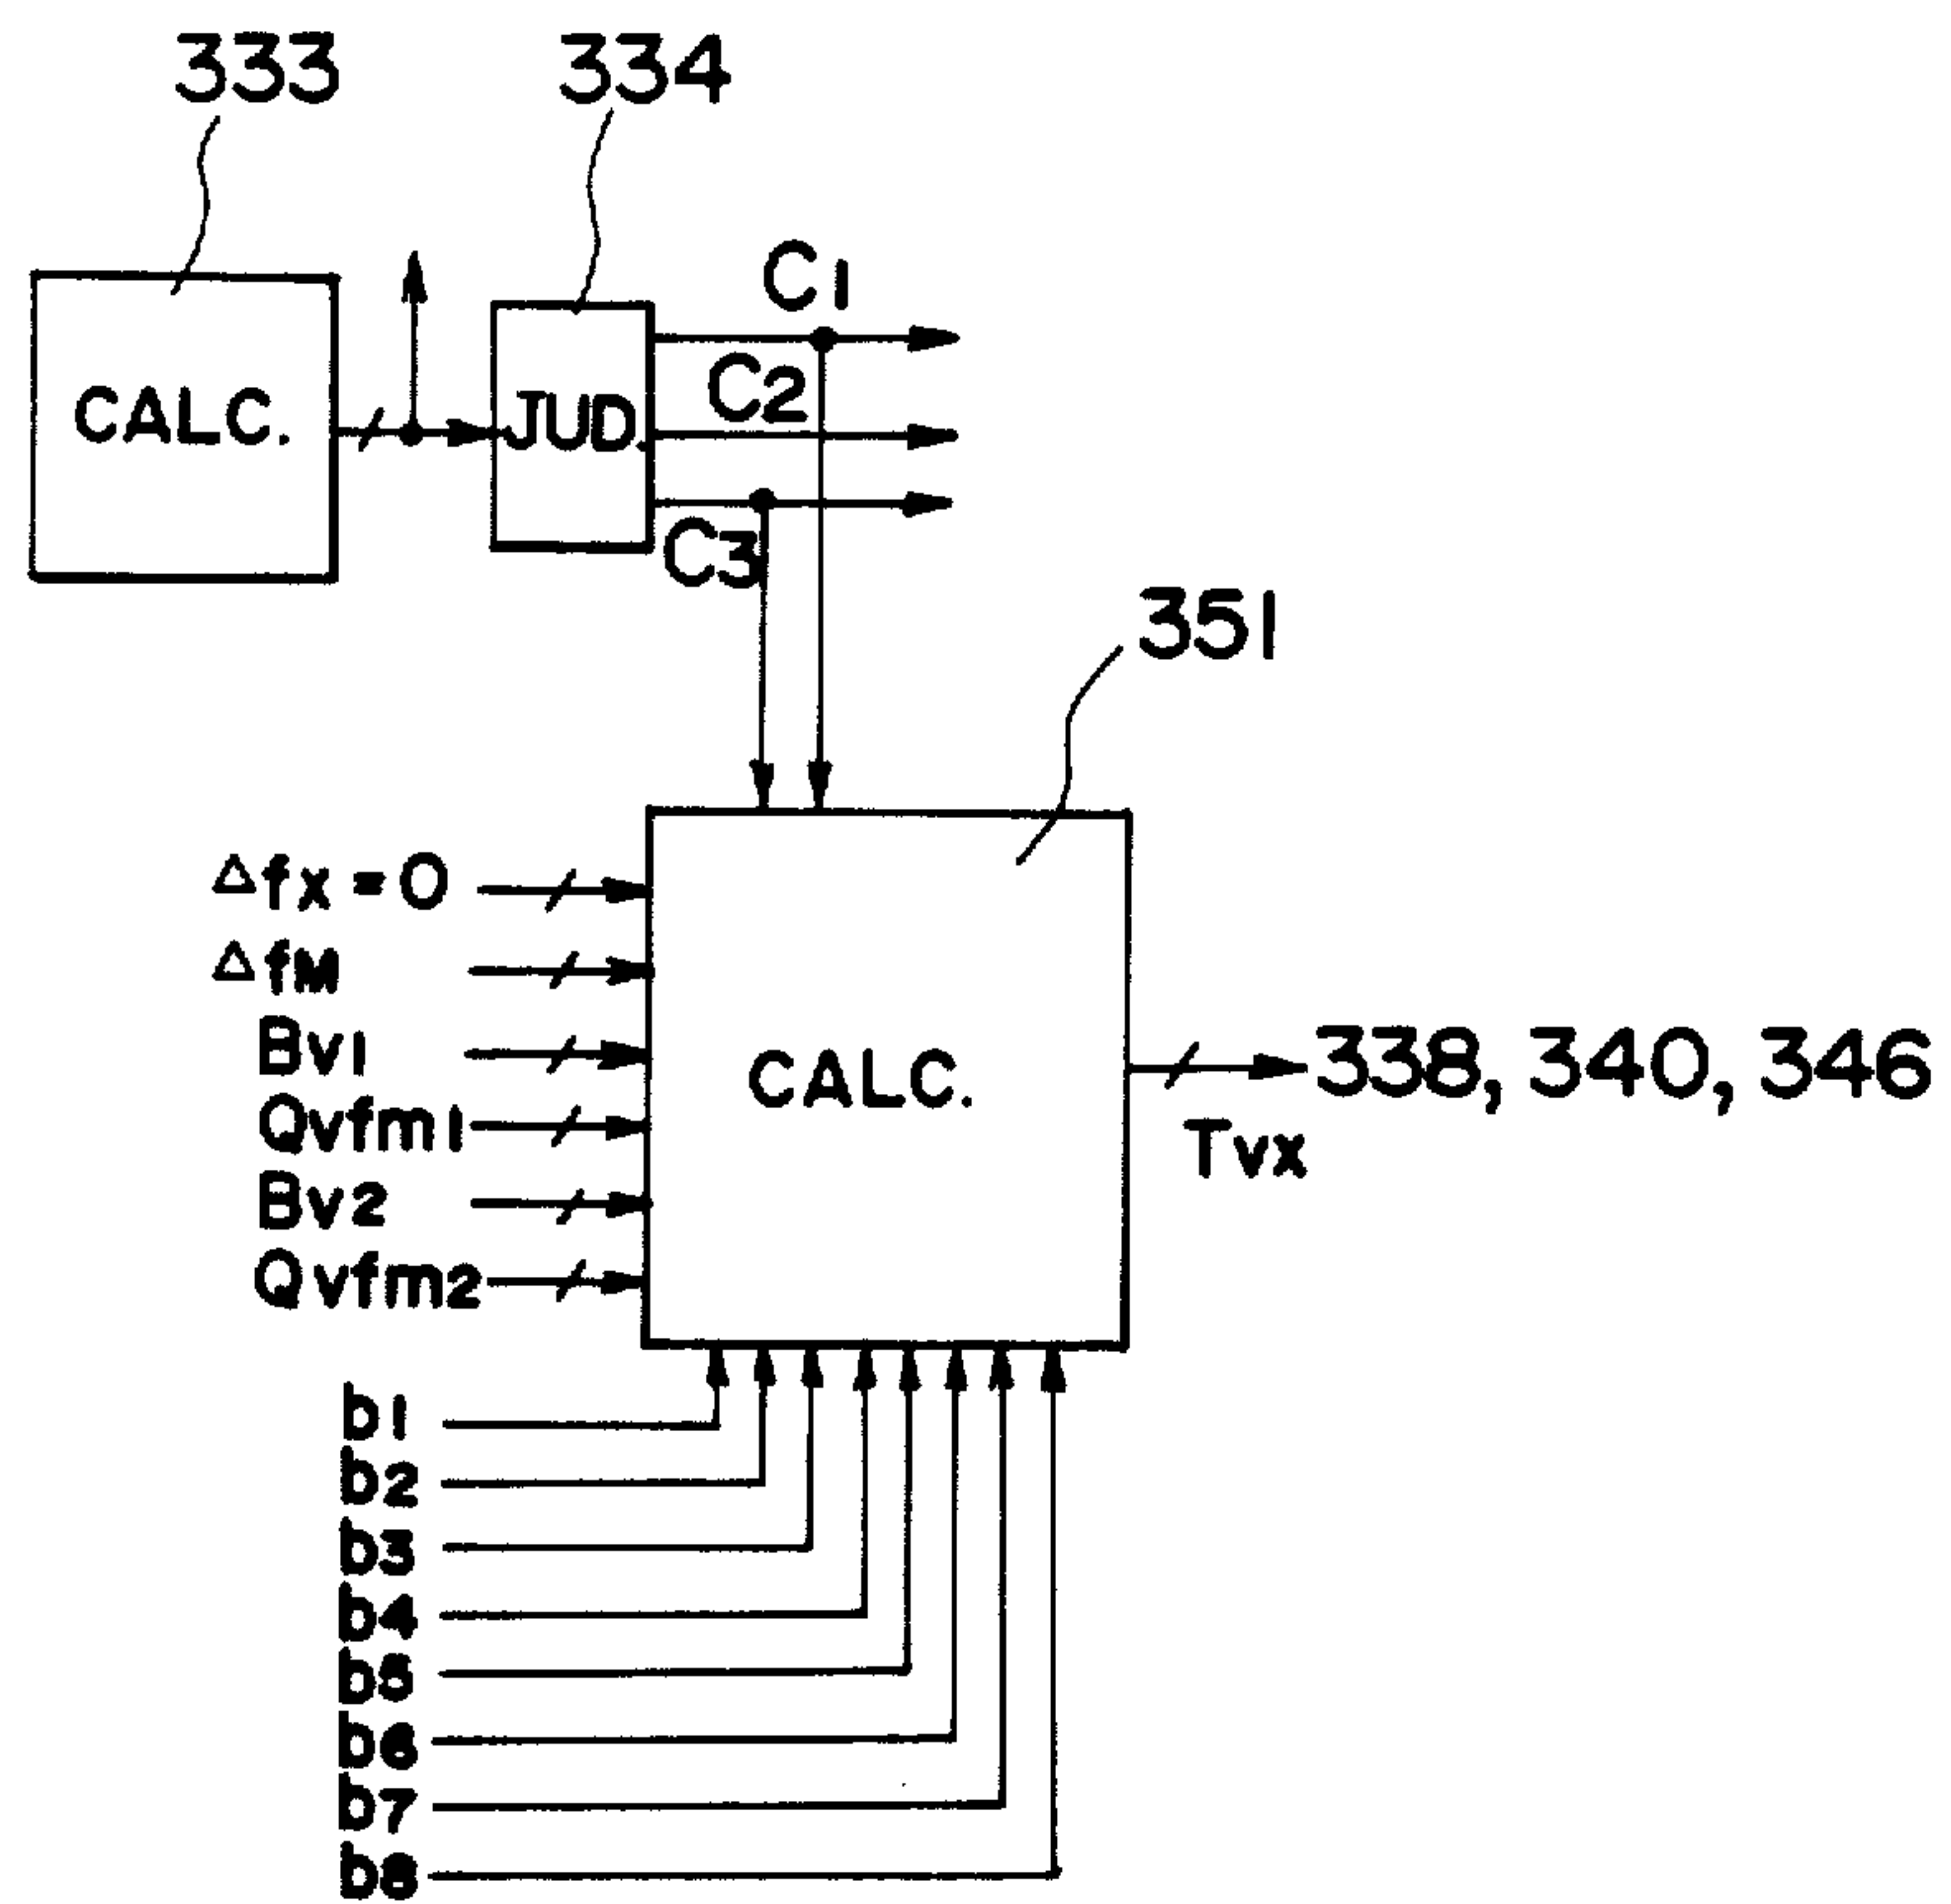 333
334
C1
CALC.
JUD.
C2
C3
351
Δfx=0
ΔfM
Bv1
Qvfm1
Bv2
Qvfm2
CALC.
338, 340, 346
Tvx
b1
b2
b3
b4
b5
b6
b7
b8